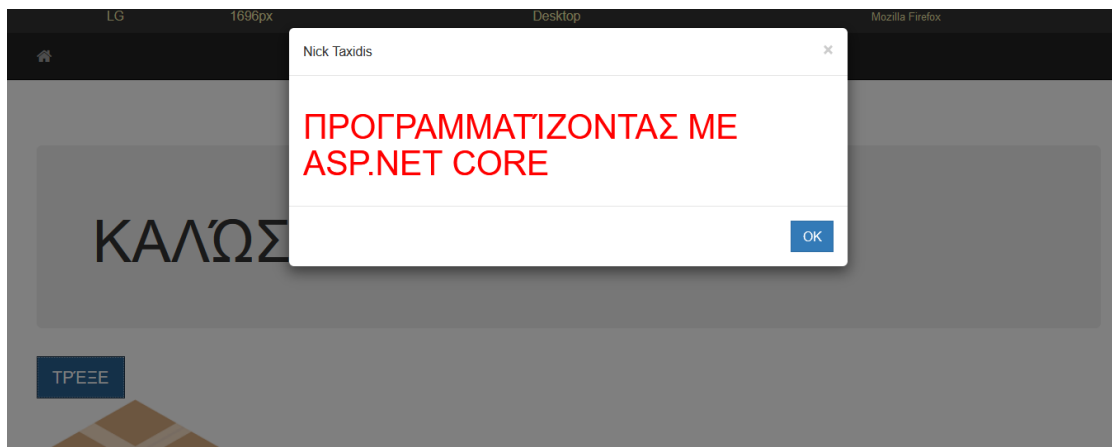 LG 1696px Desktop Mozilla Firefox
Nick Taxidis ×
ΠΡΟΓΡΑΜΜΑΤΊΖΟΝΤΑΣ ΜΕ
ASP.NET CORE
ΚΑΛΏΣ
OK
ΤΡΈΞΕ